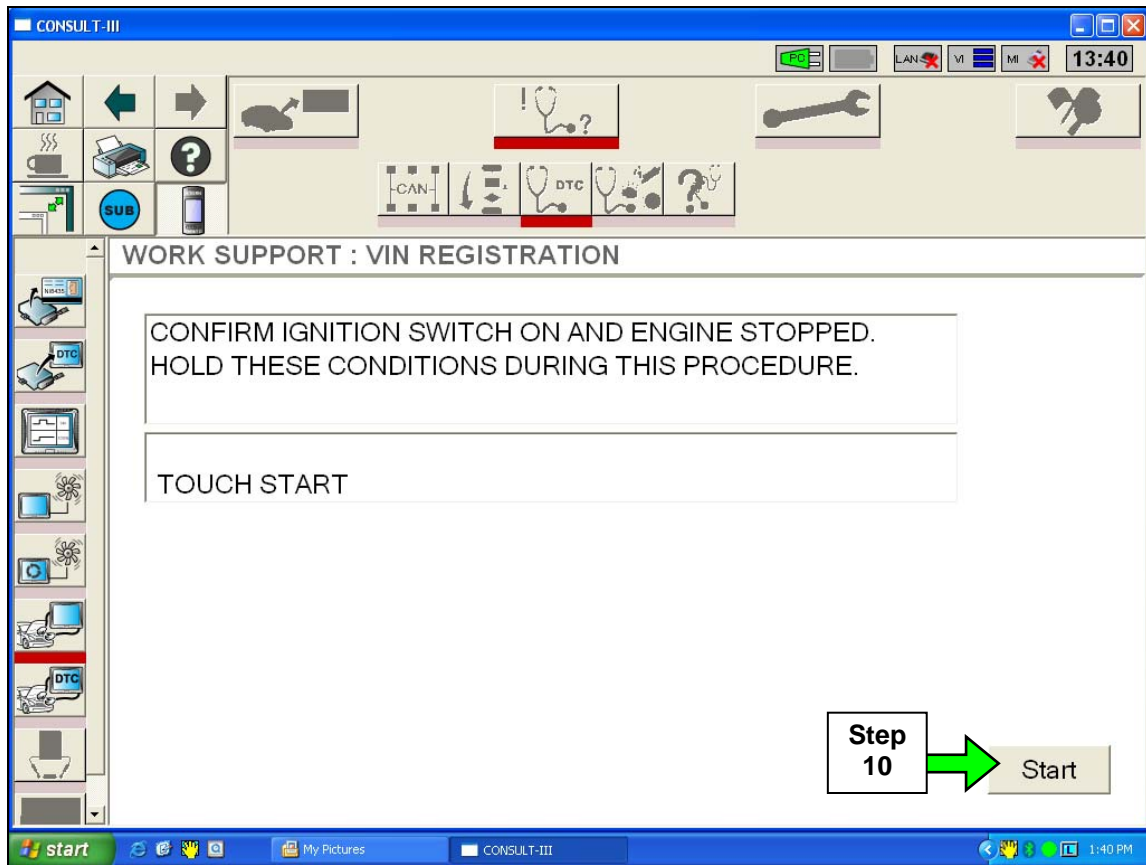 CONSULT-III
PC
LAN
VI
MI
13:40
!
?
?
-CAN-
DTC
?
SUB
WORK SUPPORT : VIN REGISTRATION
DTC
CONFIRM IGNITION SWITCH ON AND ENGINE STOPPED.
HOLD THESE CONDITIONS DURING THIS PROCEDURE.
TOUCH START
DTC
Step
10
Start
start
My Pictures
CONSULT-III
1:40 PM